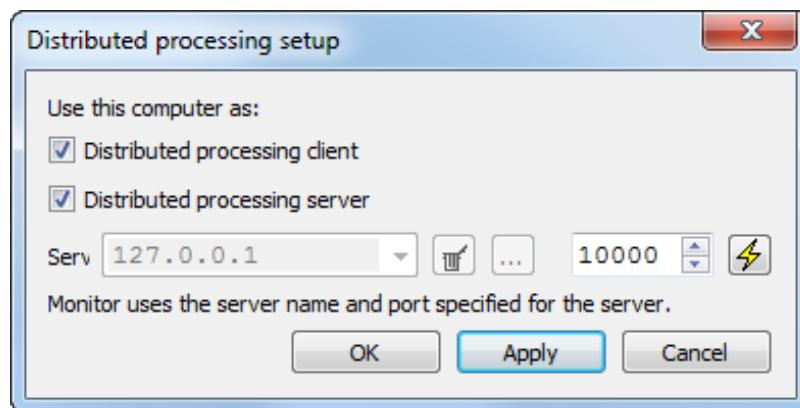 Distributed processing setup
Use this computer as:
Distributed processing client
Distributed processing server
Serv 127.0.0.1 ... 10000
Monitor uses the server name and port specified for the server.
OK Apply Cancel